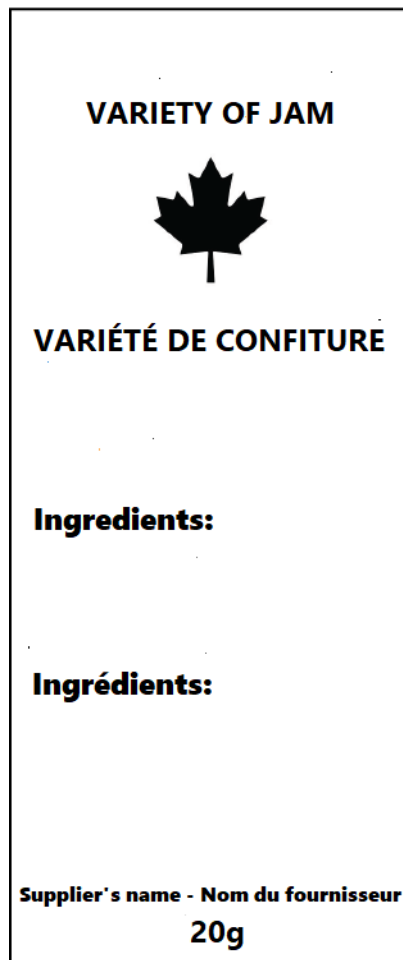 VARIETY OF JAM
VARIÉTÉ DE CONFITURE
Ingredients:
Ingrédients:
Supplier's name - Nom du fournisseur
20g